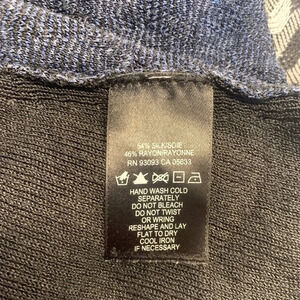 54% SILK/SOIE
46% RAYON/RAYONNE
RN 93093 CA 05633
HAND WASH COLD
SEPARATELY
DO NOT BLEACH
DO NOT TWIST
OR WRING
RESHAPE AND LAY
FLAT TO DRY
COOL IRON
IF NECESSARY